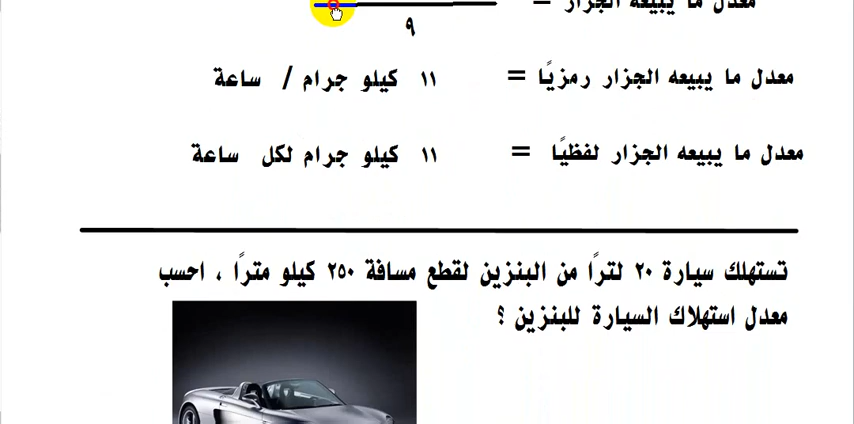 معدل ما يبيعه الجزار =
٩
معدل ما يبيعه الجزار رمزيًا = ١١ كيلو جرام / ساعة
معدل ما يبيعه الجزار لفظيًا = ١١ كيلو جرام لكل ساعة
تستهلك سيارة ٢٠ لترًا من البنزين لقطع مسافة ٢٥٠ كيلو مترًا ، احسب
معدل استهلاك السيارة للبنزين ؟